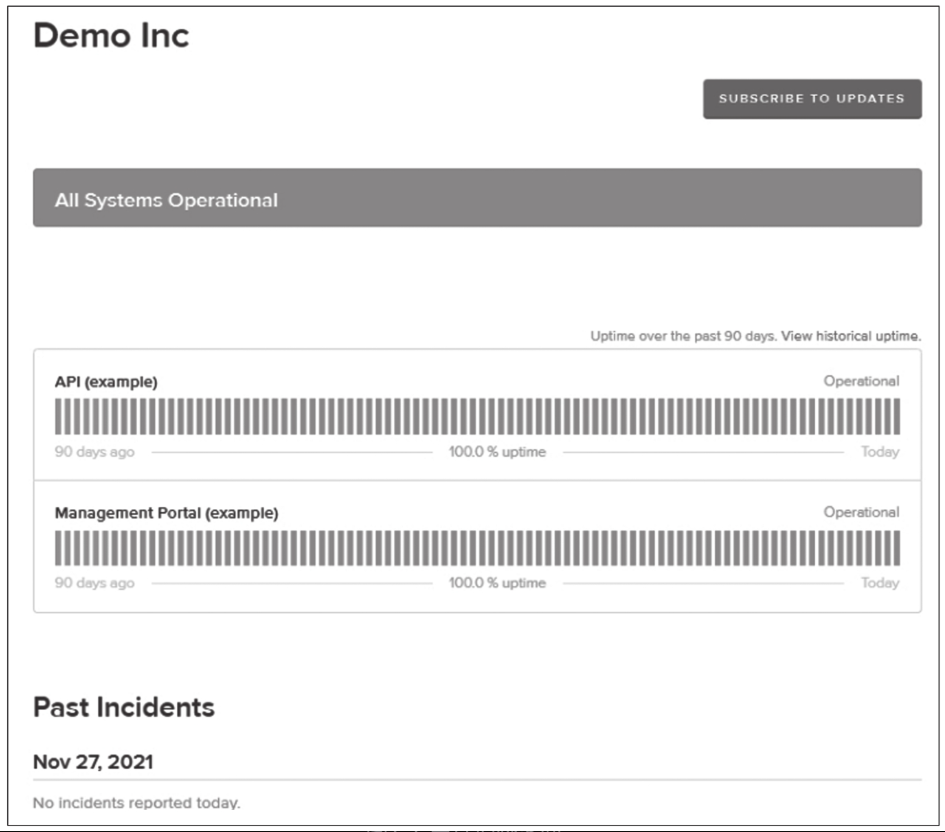 Demo Inc
SUBSCRIBE TO UPDATES
All Systems Operational
Uptime over the past 90 days. View historical uptime.
API (example) Operational
90 days ago 100.0 % uptime Today
Management Portal (example) Operational
90 days ago 100.0 % uptime Today
Past Incidents
Nov 27, 2021
No incidents reported today.